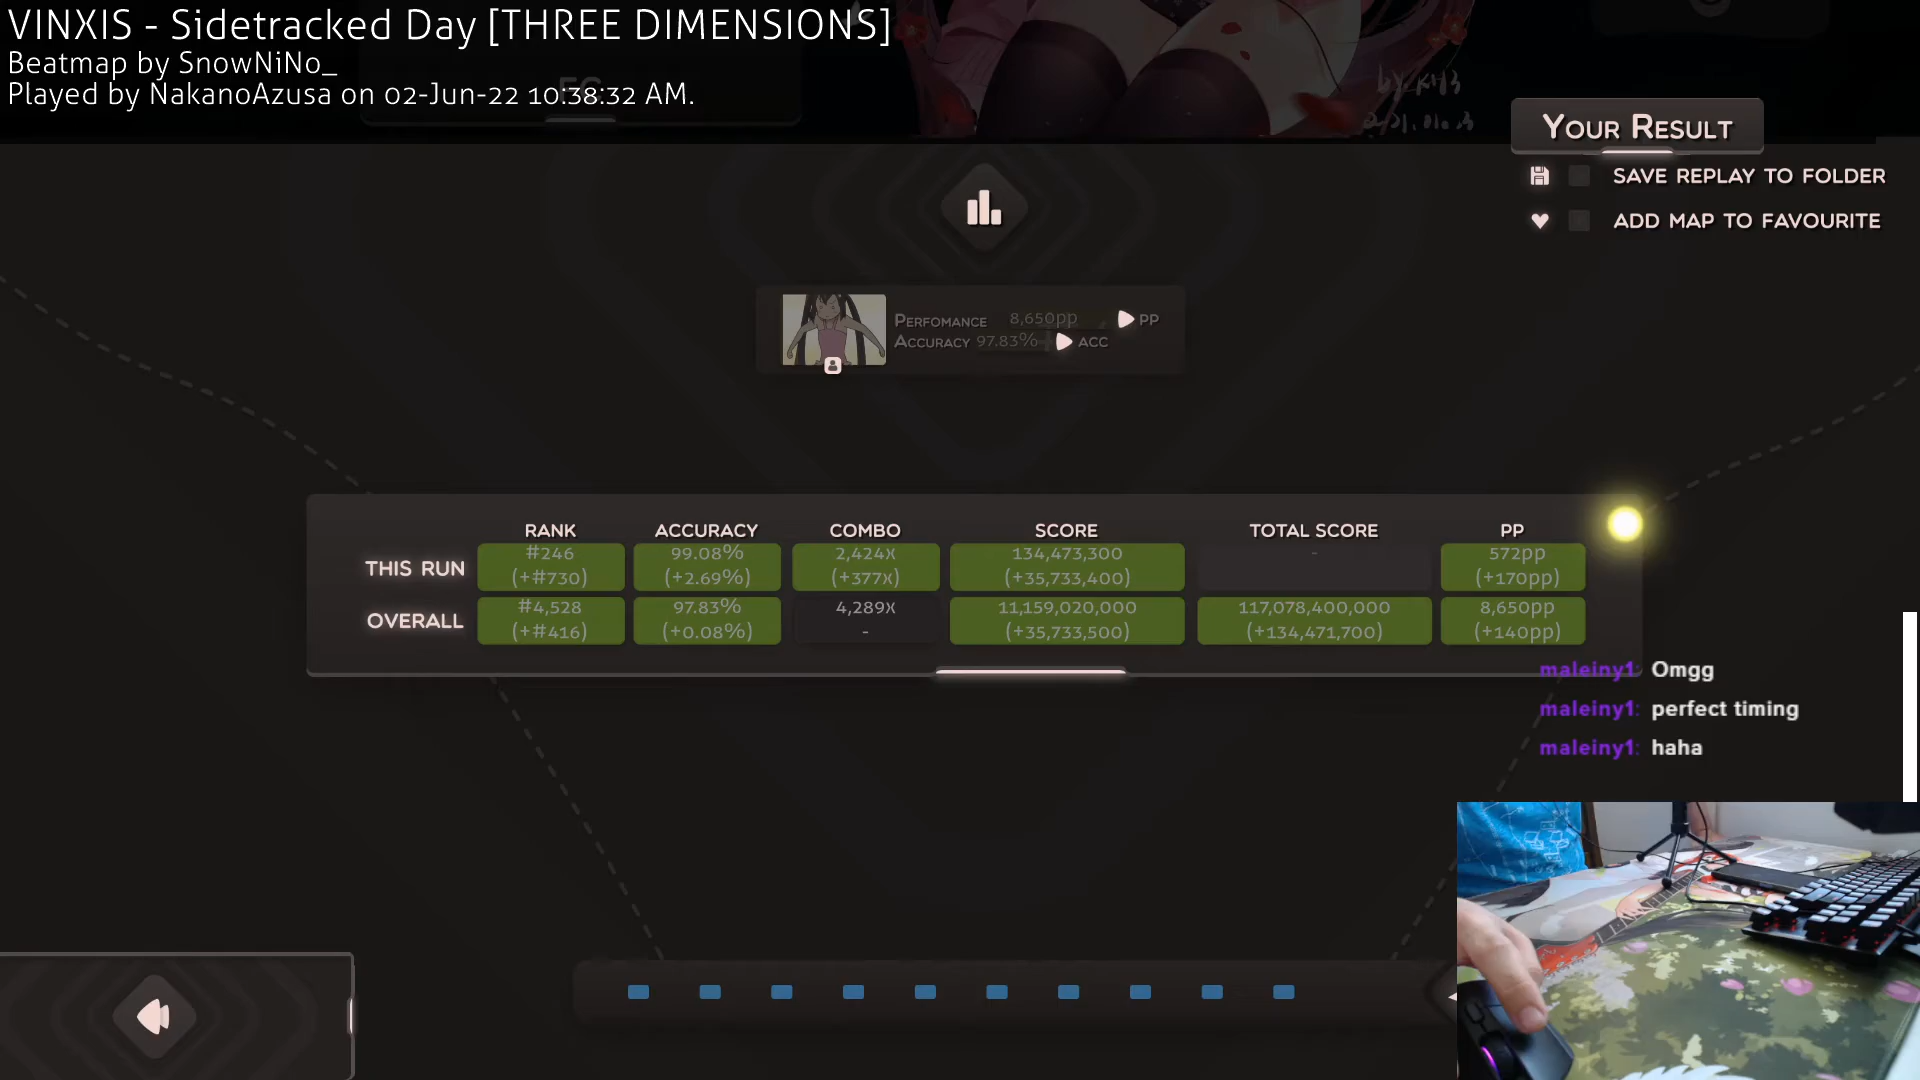 VINXIS - Sidetracked Day [THREE DIMENSIONS]
Beatmap by SnowNiNo_
Played by NakanoAzusa on 02-Jun-22 10:38:32 AM.
by KH3
YOUR RESULT
SAVE REPLAY TO FOLDER
ADD MAP TO FAVOURITE
PERFOMANCE 8,650pp PP
ACCURACY 97.83% ACC
RANK ACCURACY COMBO SCORE TOTAL SCORE PP
THIS RUN #246 99.08% 2,424x 134,473,300 - 572pp
(+#730) (+2.69%) (+377x) (+35,733,400) (+170pp)
OVERALL #4,528 97.83% 4,289x 11,159,020,000 117,078,400,000 8,650pp
(+#416) (+0.08%) - (+35,733,500) (+134,471,700) (+140pp)
maleiny1: Omgg
maleiny1: perfect timing
maleiny1: haha